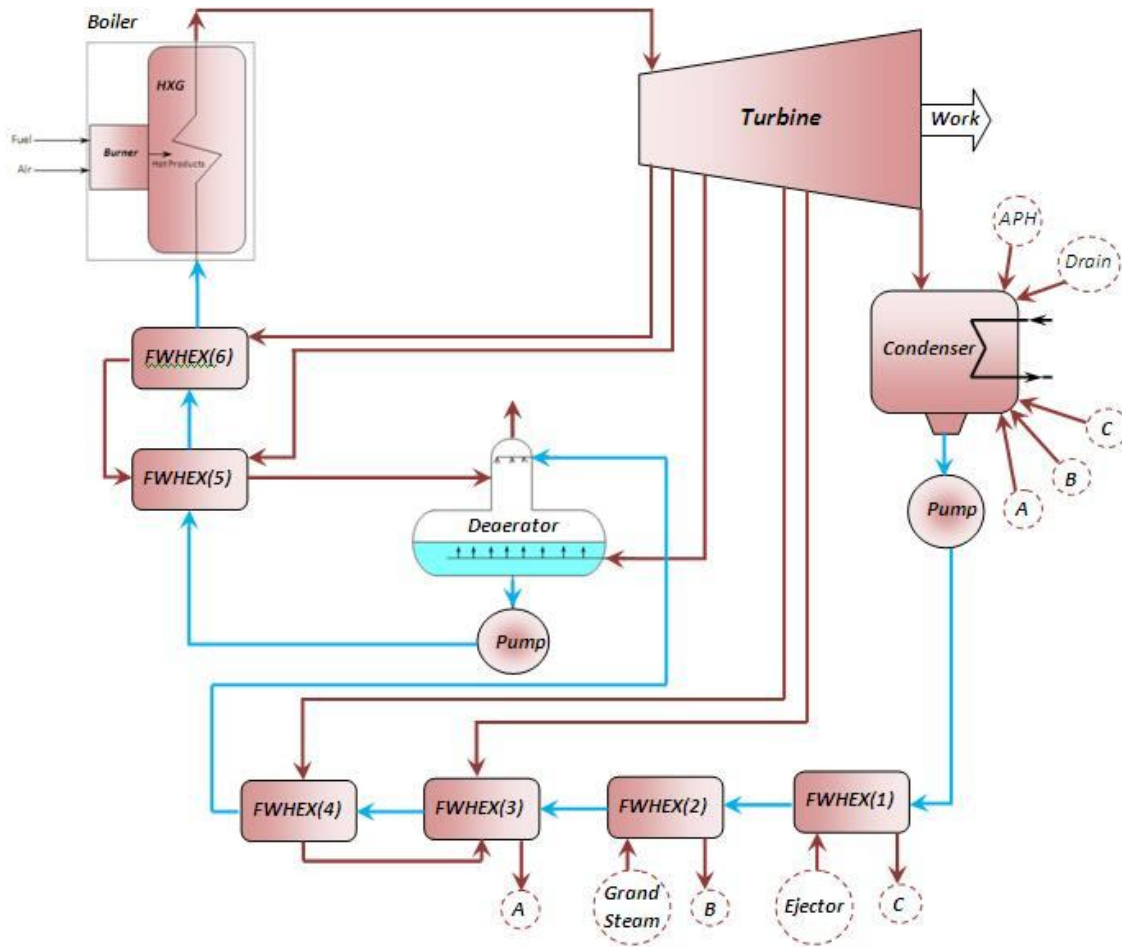 Boiler
HXG
Fuel
Air
Burner
Hot Products
Turbine
Work
APH
Drain
Condenser
C
B
A
Pump
FWHEX(6)
FWHEX(5)
Deaerator
Pump
FWHEX(4)
FWHEX(3)
FWHEX(2)
FWHEX(1)
A
Grand
Steam
B
Ejector
C